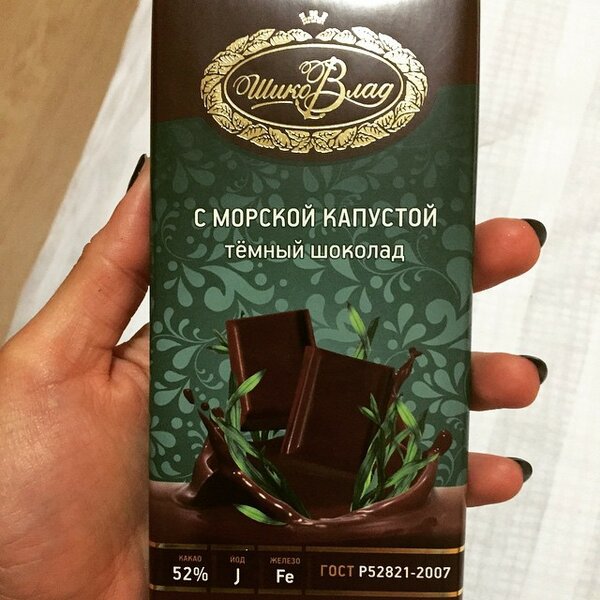 ШикоВлад
С МОРСКОЙ КАПУСТОЙ
ТЁМНЫЙ ШОКОЛАД
КАКАО ЙОД ЖЕЛЕЗО
52% J Fe ГОСТ Р52821-2007